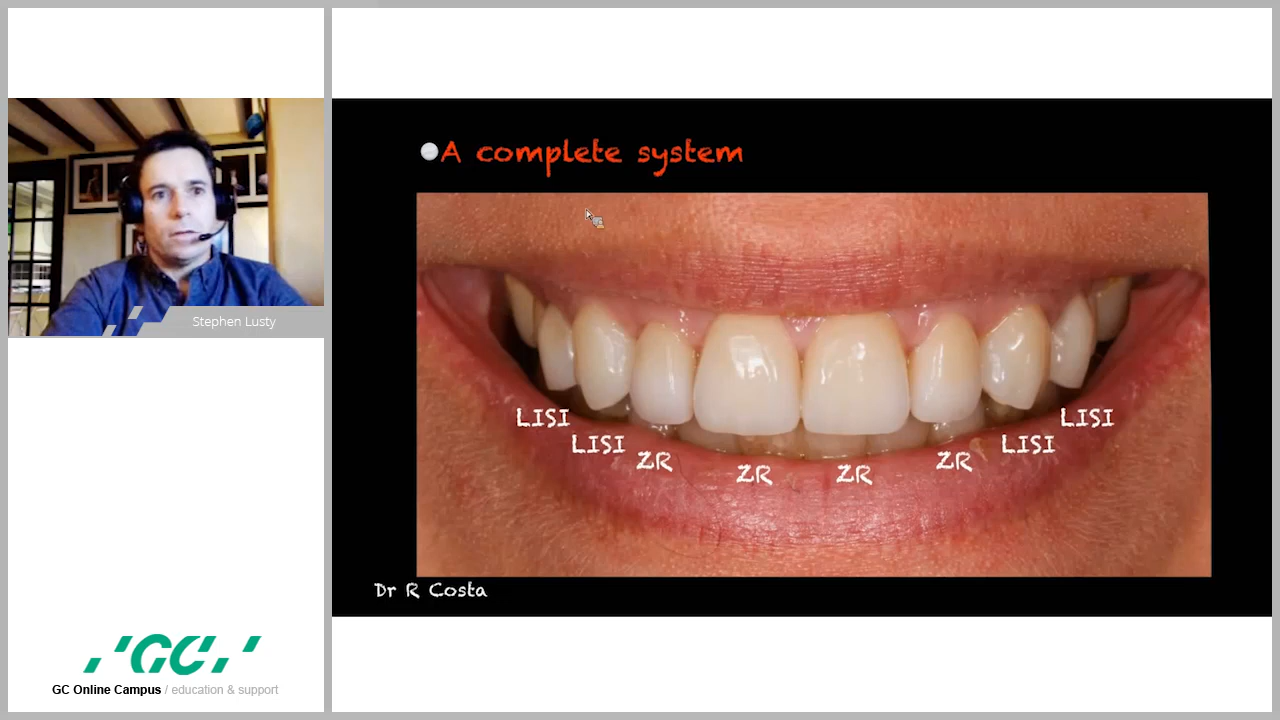 Stephen Lusty
GC
GC Online Campus / education & support
A complete system
LISI LISI ZR ZR ZR ZR LISI LISI
Dr R Costa